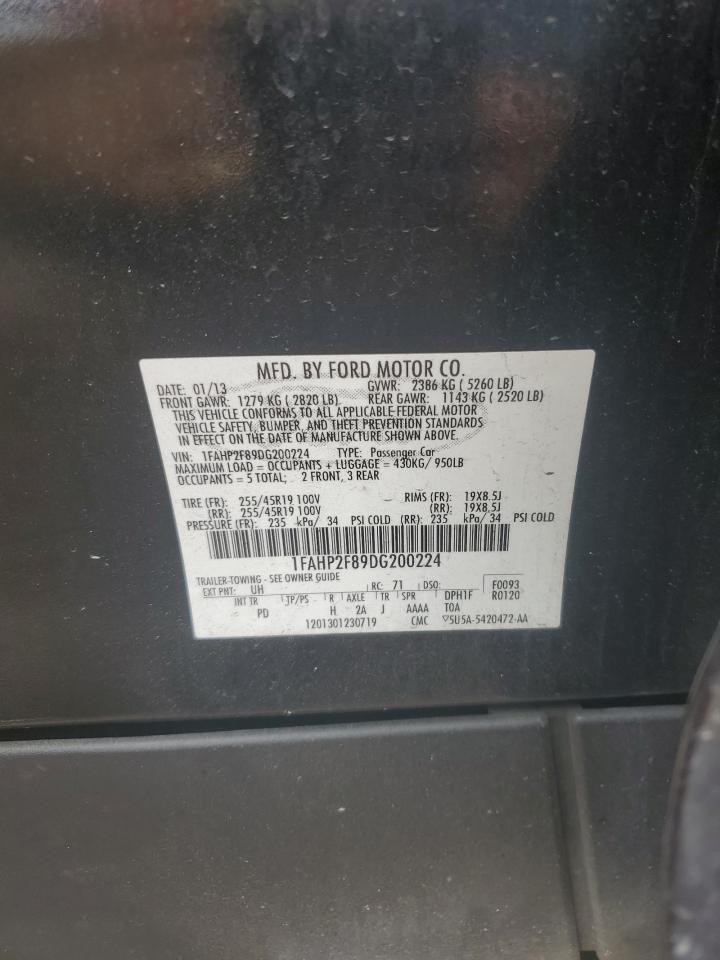 MFD. BY FORD MOTOR CO.
DATE: 01/13 GVWR: 2386 KG ( 5260 LB)
FRONT GAWR: 1279 KG ( 2820 LB) REAR GAWR: 1143 KG ( 2520 LB)
THIS VEHICLE CONFORMS TO ALL APPLICABLE FEDERAL MOTOR
VEHICLE SAFETY, BUMPER, AND THEFT PREVENTION STANDARDS
IN EFFECT ON THE DATE OF MANUFACTURE SHOWN ABOVE.
VIN: 1FAHP2F89DG200224 TYPE: Passenger Car
MAXIMUM LOAD = OCCUPANTS + LUGGAGE = 430KG/ 950LB
OCCUPANTS = 5 TOTAL; 2 FRONT, 3 REAR
TIRE (FR): 255/45R19 100V RIMS (FR): 19X8.5J
(RR): 255/45R19 100V (RR): 19X8.5J
PRESSURE (FR): 235 kPa/ 34 PSI COLD (RR): 235 kPa/ 34 PSI COLD
1FAHP2F89DG200224
TRAILER-TOWING - SEE OWNER GUIDE
EXT PNT: UH RC: 71 DSO: F0093
INT TR TP/PS R AXLE TR SPR DPH1F R0120
PD H 2A J AAAA TOA
1201301230719 CMC ▽5U5A-5420472-AA